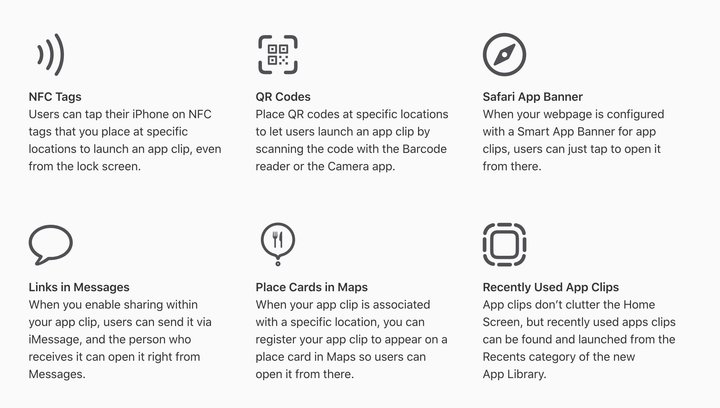 NFC Tags
Users can tap their iPhone on NFC
tags that you place at specific
locations to launch an app clip, even
from the lock screen.
QR Codes
Place QR codes at specific locations
to let users launch an app clip by
scanning the code with the Barcode
reader or the Camera app.
Safari App Banner
When your webpage is configured
with a Smart App Banner for app
clips, users can just tap to open it
from there.
Links in Messages
When you enable sharing within
your app clip, users can send it via
iMessage, and the person who
receives it can open it right from
Messages.
Place Cards in Maps
When your app clip is associated
with a specific location, you can
register your app clip to appear on a
place card in Maps so users can
open it from there.
Recently Used App Clips
App clips don’t clutter the Home
Screen, but recently used apps clips
can be found and launched from the
Recents category of the new
App Library.